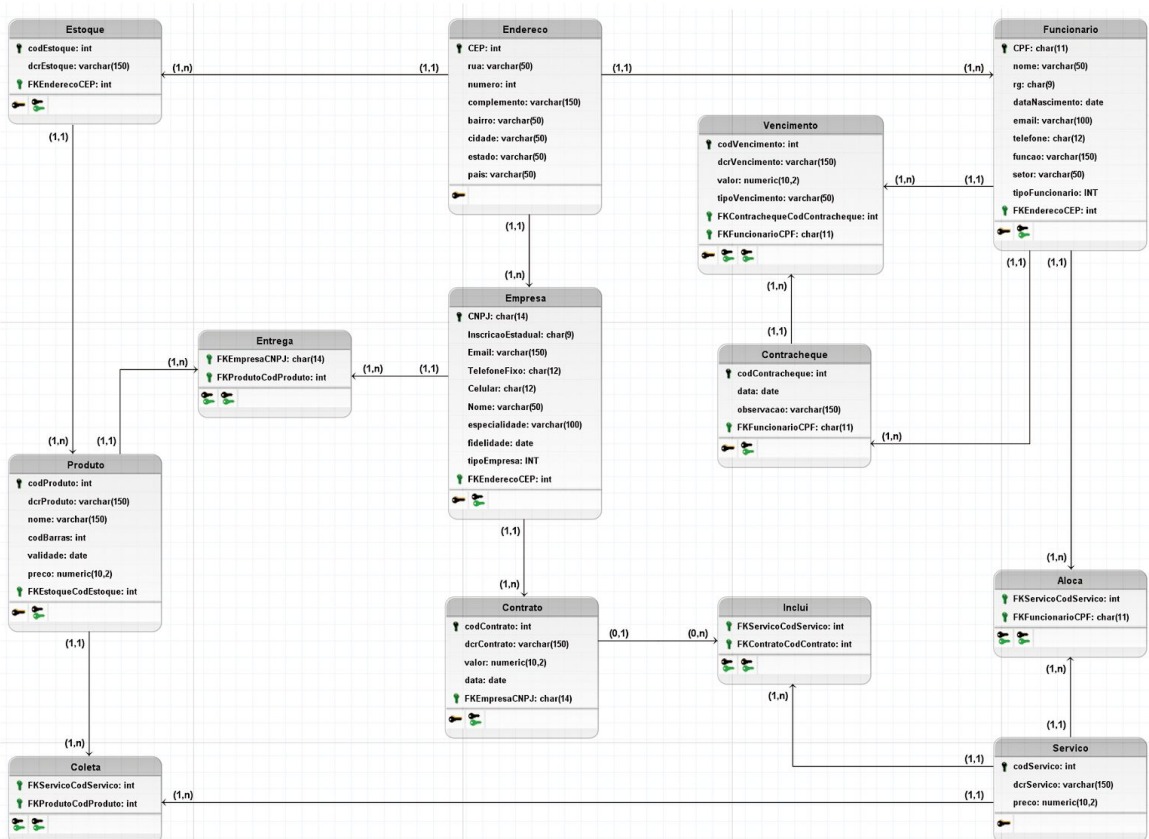 Estoque
codEstoque: int
dcrEstoque: varchar(150)
FKEnderecoCEP: int
(1,n)
(1,1)
(1,1)
Endereco
CEP: int
rua: varchar(50)
numero: int
complemento: varchar(150)
bairro: varchar(50)
cidade: varchar(50)
estado: varchar(50)
pais: varchar(50)
(1,1)
(1,n)
(1,1)
(1,n)
Funcionario
CPF: char(11)
nome: varchar(50)
rg: char(9)
dataNascimento: date
email: varchar(100)
telefone: char(12)
funcao: varchar(150)
setor: varchar(50)
tipoFuncionario: INT
FKEnderecoCEP: int
(1,1)
(1,1)
Vencimento
codVencimento: int
dcrVencimento: varchar(150)
valor: numeric(10,2)
tipoVencimento: varchar(50)
FKContrachequeCodContracheque: int
FKFuncionarioCPF: char(11)
(1,n)
(1,1)
(1,n)
(1,1)
Contracheque
codContracheque: int
data: date
observacao: varchar(150)
FKFuncionarioCPF: char(11)
(1,n)
Entrega
FKEmpresaCNPJ: char(14)
FKProdutoCodProduto: int
(1,n)
(1,n)
(1,1)
Empresa
CNPJ: char(14)
InscricaoEstadual: char(9)
Email: varchar(150)
TelefoneFixo: char(12)
Celular: char(12)
Nome: varchar(50)
especialidade: varchar(100)
fidelidade: date
tipoEmpresa: INT
FKEnderecoCEP: int
(1,1)
(1,n)
(1,n)
(1,1)
Produto
codProduto: int
dcrProduto: varchar(150)
nome: varchar(150)
codBarras: int
validade: date
preco: numeric(10,2)
FKEstoqueCodEstoque: int
(1,1)
(1,n)
Contrato
codContrato: int
dcrContrato: varchar(150)
valor: numeric(10,2)
data: date
FKEmpresaCNPJ: char(14)
(0,1)
(0,n)
Inclui
FKServicoCodServico: int
FKContratoCodContrato: int
(1,n)
(1,n)
Aloca
FKServicoCodServico: int
FKFuncionarioCPF: char(11)
(1,n)
(1,1)
Coleta
FKServicoCodServico: int
FKProdutoCodProduto: int
(1,n)
(1,1)
(1,1)
Servico
codServico: int
dcrServico: varchar(150)
preco: numeric(10,2)